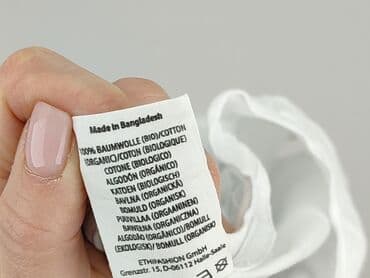 Made in Bangladesh
100% BAUMWOLLE (BIO)/COTTON
(ORGANIC)/COTON (BIOLOGIQUE)
COTONE (BIOLOGICO)
ALGODÓN (ORGÁNICO)
KATOEN (BIOLOGISCH)
BAVLNA (ORGANICKÁ)
BOMULD (ORGANISK)
PUUVILLAA (ORGAANINEN)
BAWEŁNA (ORGANICZNA)
ALGODÃO (ORGÂNICO)/BOMULL
(EKOLOGISK)/ BOMULL (ORGANISK)
ETHIFASHION GmbH
Grenzstr. 15, D-06112 Halle-Saale